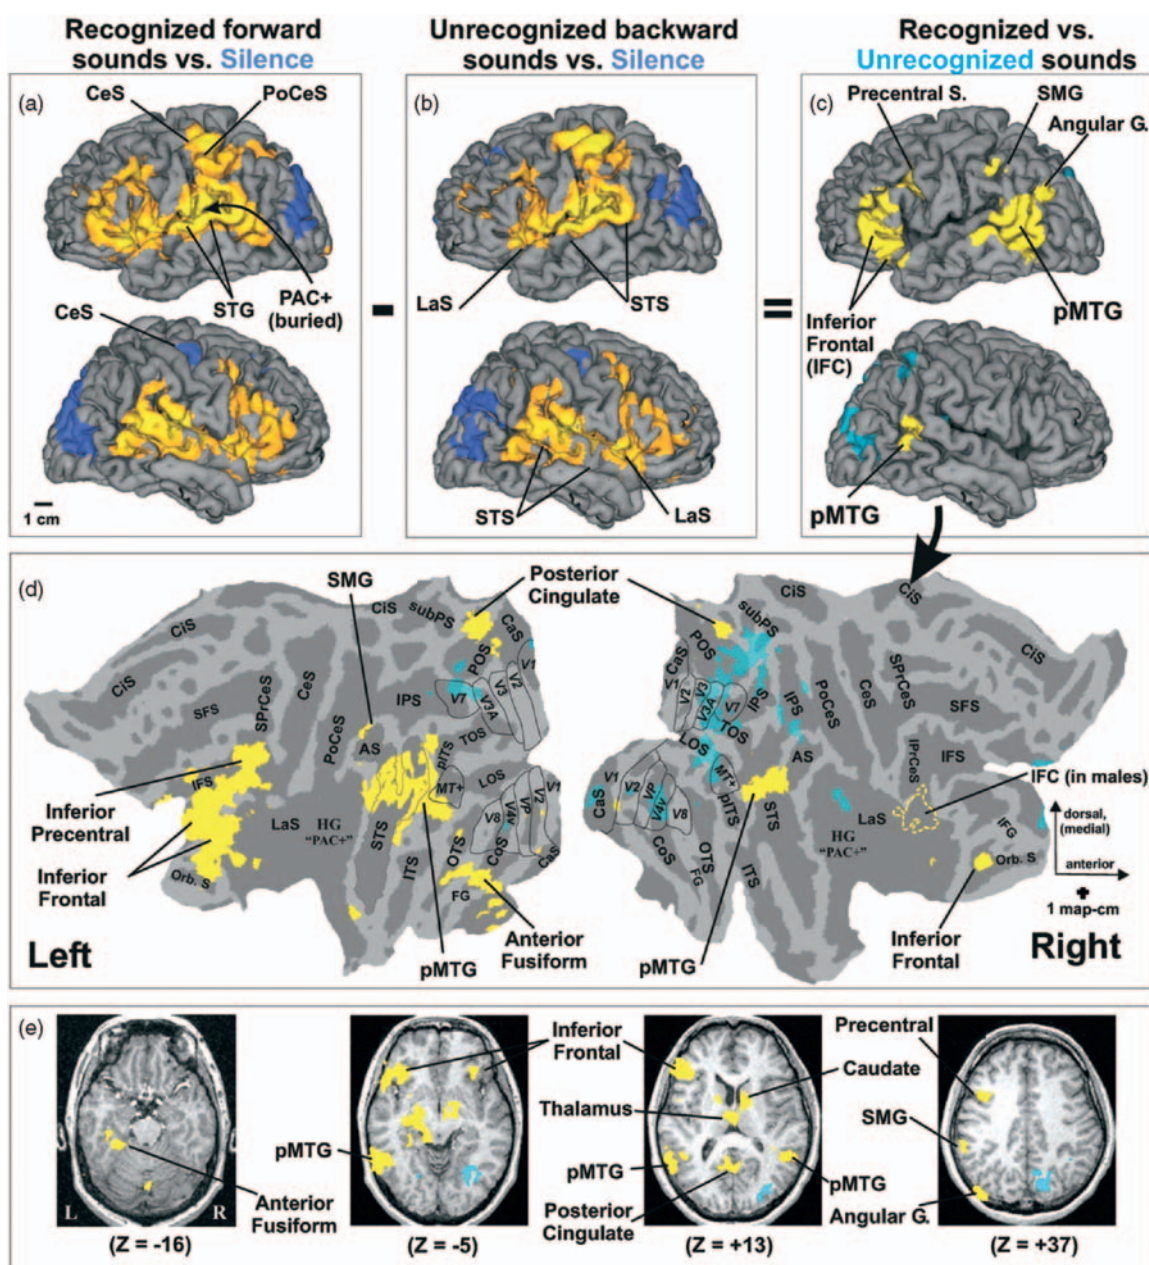 Recognized forward
sounds vs. Silence
Unrecognized backward
sounds vs. Silence
Recognized vs.
Unrecognized sounds
(a)
CeS
PoCeS
STG
PAC+
(buried)
CeS
1 cm
-
(b)
LaS
STS
STS
LaS
=
(c)
Precentral S.
SMG
Angular G.
Inferior
Frontal
(IFC)
pMTG
pMTG
(d)
SMG
Posterior
Cingulate
CiS
CiS
subPS
CaS
POS
V1
V2
V3
V3A
V7
IPS
TOS
SFS
SPrCeS
CeS
PoCeS
AS
pITS
LOS
MT+
IFS
Inferior
Precentral
LaS
HG
"PAC+"
STS
ITS
OTS
CoS
V8
V4v
VP
V2
V1
CaS
FG
Inferior
Frontal
Orb. S
Left
pMTG
Anterior
Fusiform
CiS
CiS
CiS
subPS
POS
CaS
V1
V2
V3
V3A
V7
IPS
TOS
IPS
PoCeS
CeS
SPrCeS
SFS
LOS
AS
IPrCeS
IFS
MT+
pITS
V1
V2
VP
V4v
V8
CaS
CoS
OTS
FG
ITS
STS
HG
"PAC+"
LaS
IFC (in males)
IFG
Orb. S
dorsal,
(medial)
anterior
1 map-cm
pMTG
Inferior
Frontal
Right
(e)
L
R
Anterior
Fusiform
(Z = -16)
pMTG
Inferior
Frontal
(Z = -5)
Thalamus
pMTG
Posterior
Cingulate
Caudate
pMTG
(Z = +13)
Precentral
SMG
Angular G.
(Z = +37)